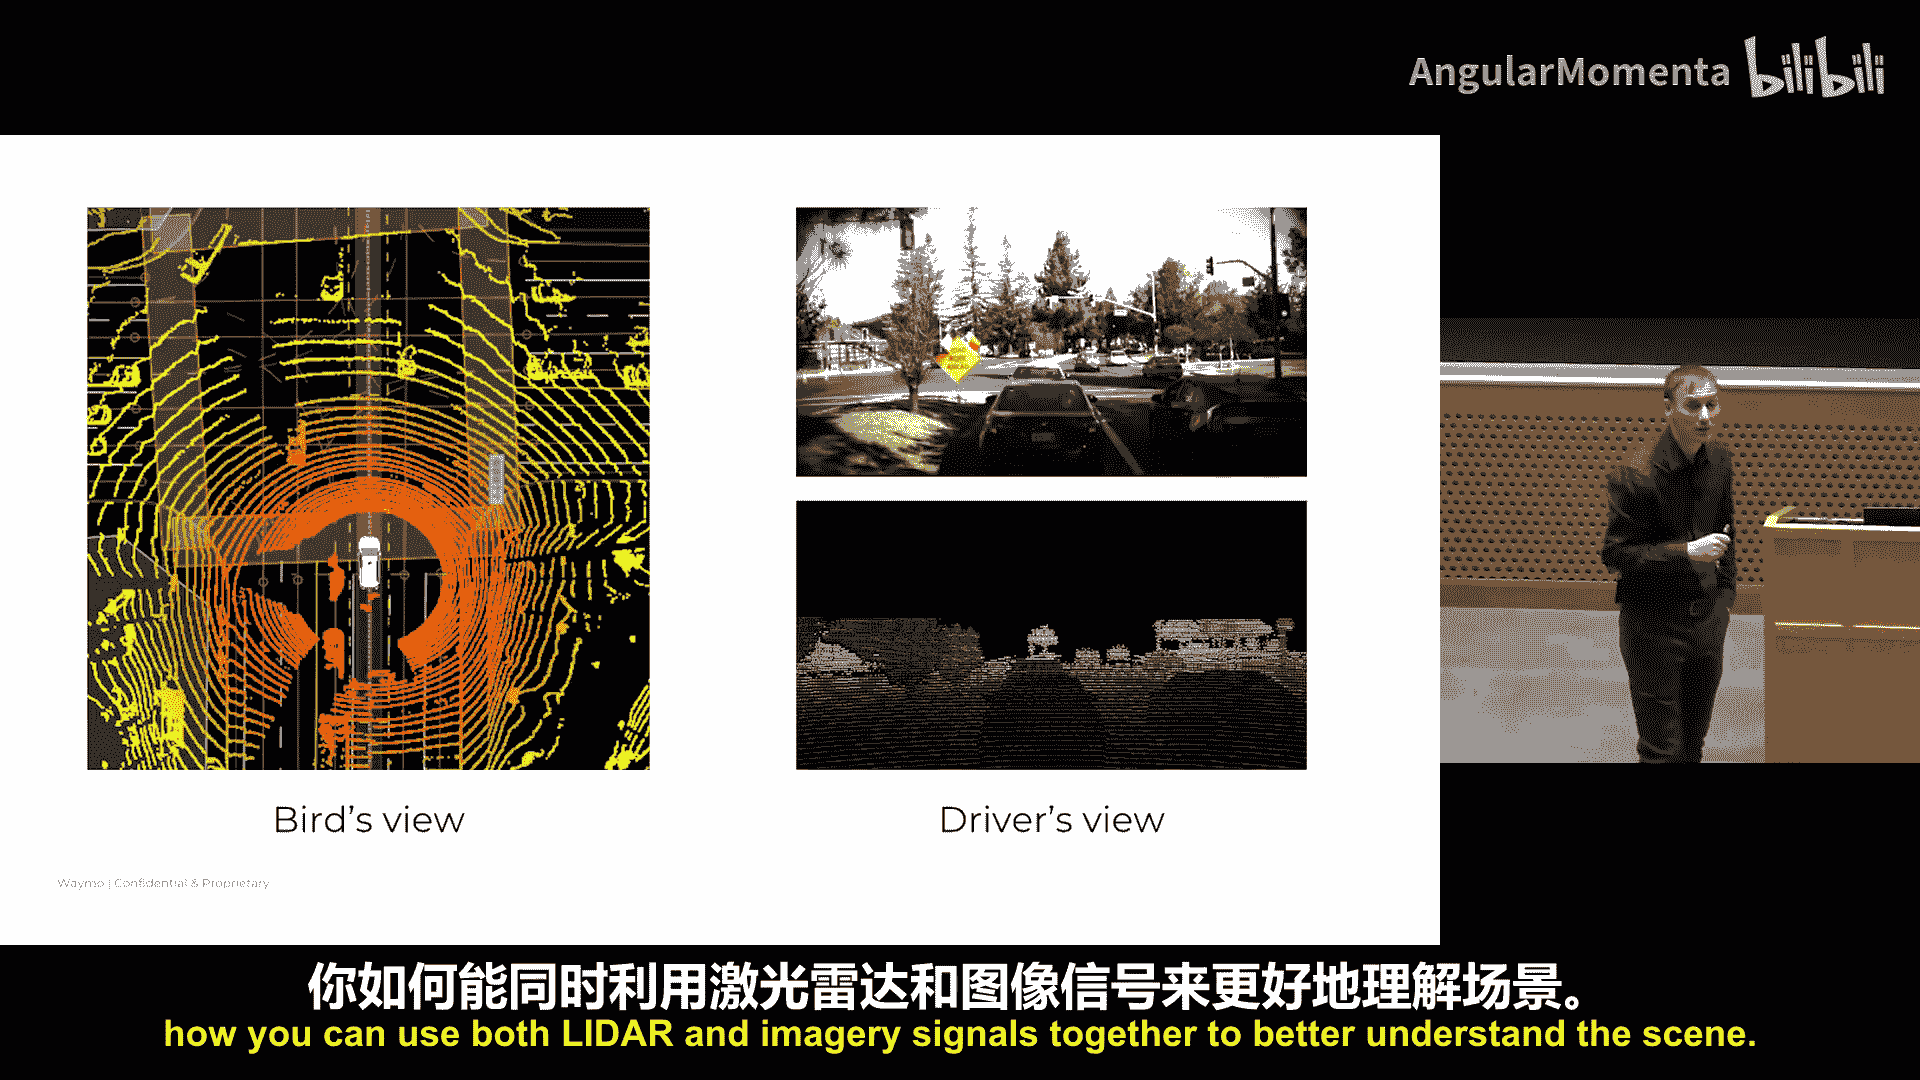 AngularMomenta bilibili
Bird's view
Driver's view
Waymo | Confidential & Proprietary
你如何能同时利用激光雷达和图像信号来更好地理解场景。
how you can use both LIDAR and imagery signals together to better understand the scene.